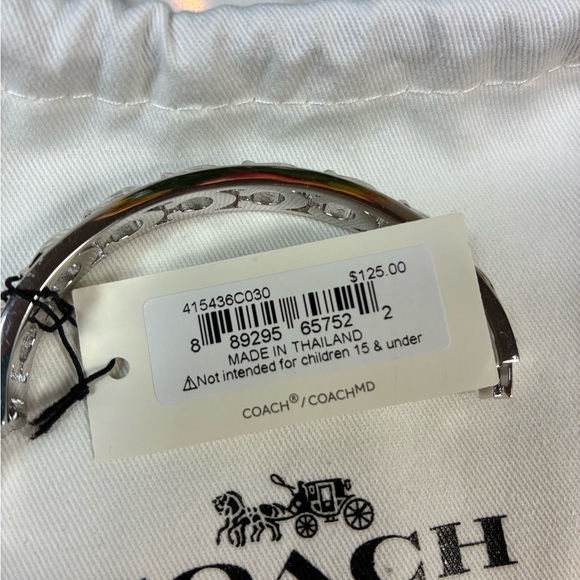 415436C030 $125.00
8 89295 65752 2
MADE IN THAILAND
⚠Not intended for children 15 & under
COACH®/COACHMD
COACH